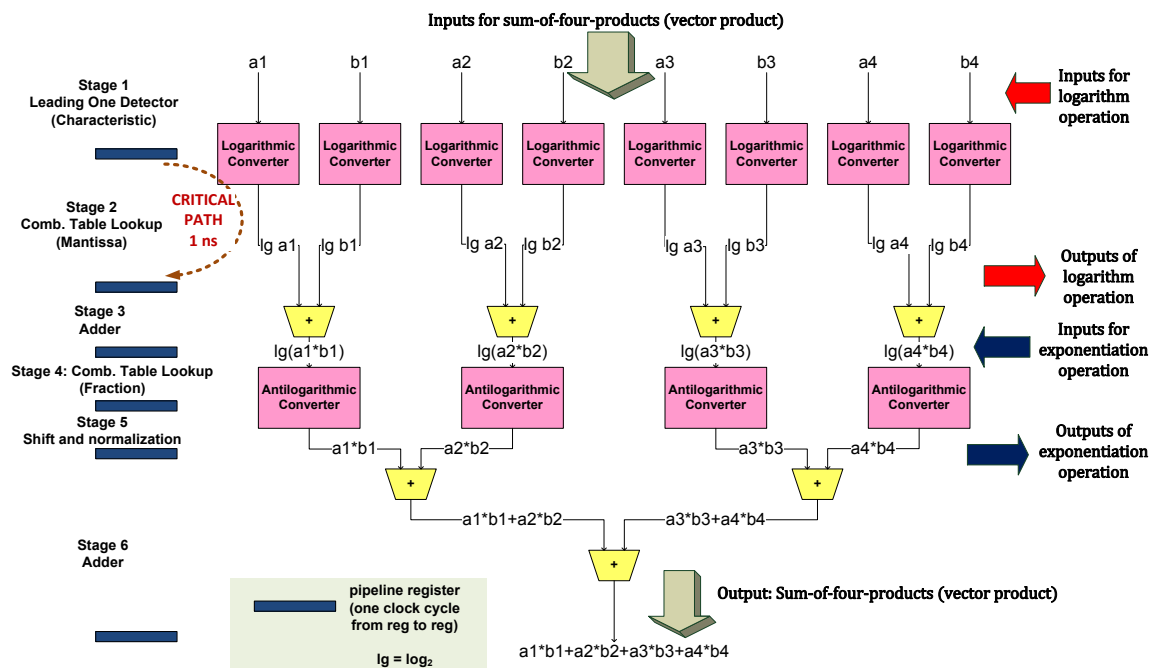 Inputs for sum-of-four-products (vector product)
a1
b1
a2
b2
a3
b3
a4
b4
Stage 1
Leading One Detector
(Characteristic)
Inputs for
logarithm
operation
Logarithmic
Converter
Logarithmic
Converter
Logarithmic
Converter
Logarithmic
Converter
Logarithmic
Converter
Logarithmic
Converter
Logarithmic
Converter
Logarithmic
Converter
CRITICAL
PATH
1 ns
Stage 2
Comb. Table Lookup
(Mantissa)
lg a1
lg b1
lg a2
lg b2
lg a3
lg b3
lg a4
lg b4
Outputs of
logarithm
operation
Stage 3
Adder
+
+
+
+
lg(a1*b1)
lg(a2*b2)
lg(a3*b3)
lg(a4*b4)
Inputs for
exponentiation
operation
Stage 4: Comb. Table Lookup
(Fraction)
Antilogarithmic
Converter
Antilogarithmic
Converter
Antilogarithmic
Converter
Antilogarithmic
Converter
Stage 5
Shift and normalization
a1*b1
a2*b2
a3*b3
a4*b4
Outputs of
exponentiation
operation
+
+
a1*b1+a2*b2
a3*b3+a4*b4
Stage 6
Adder
+
pipeline register
(one clock cycle
from reg to reg)
lg = log₂
Output: Sum-of-four-products (vector product)
a1*b1+a2*b2+a3*b3+a4*b4